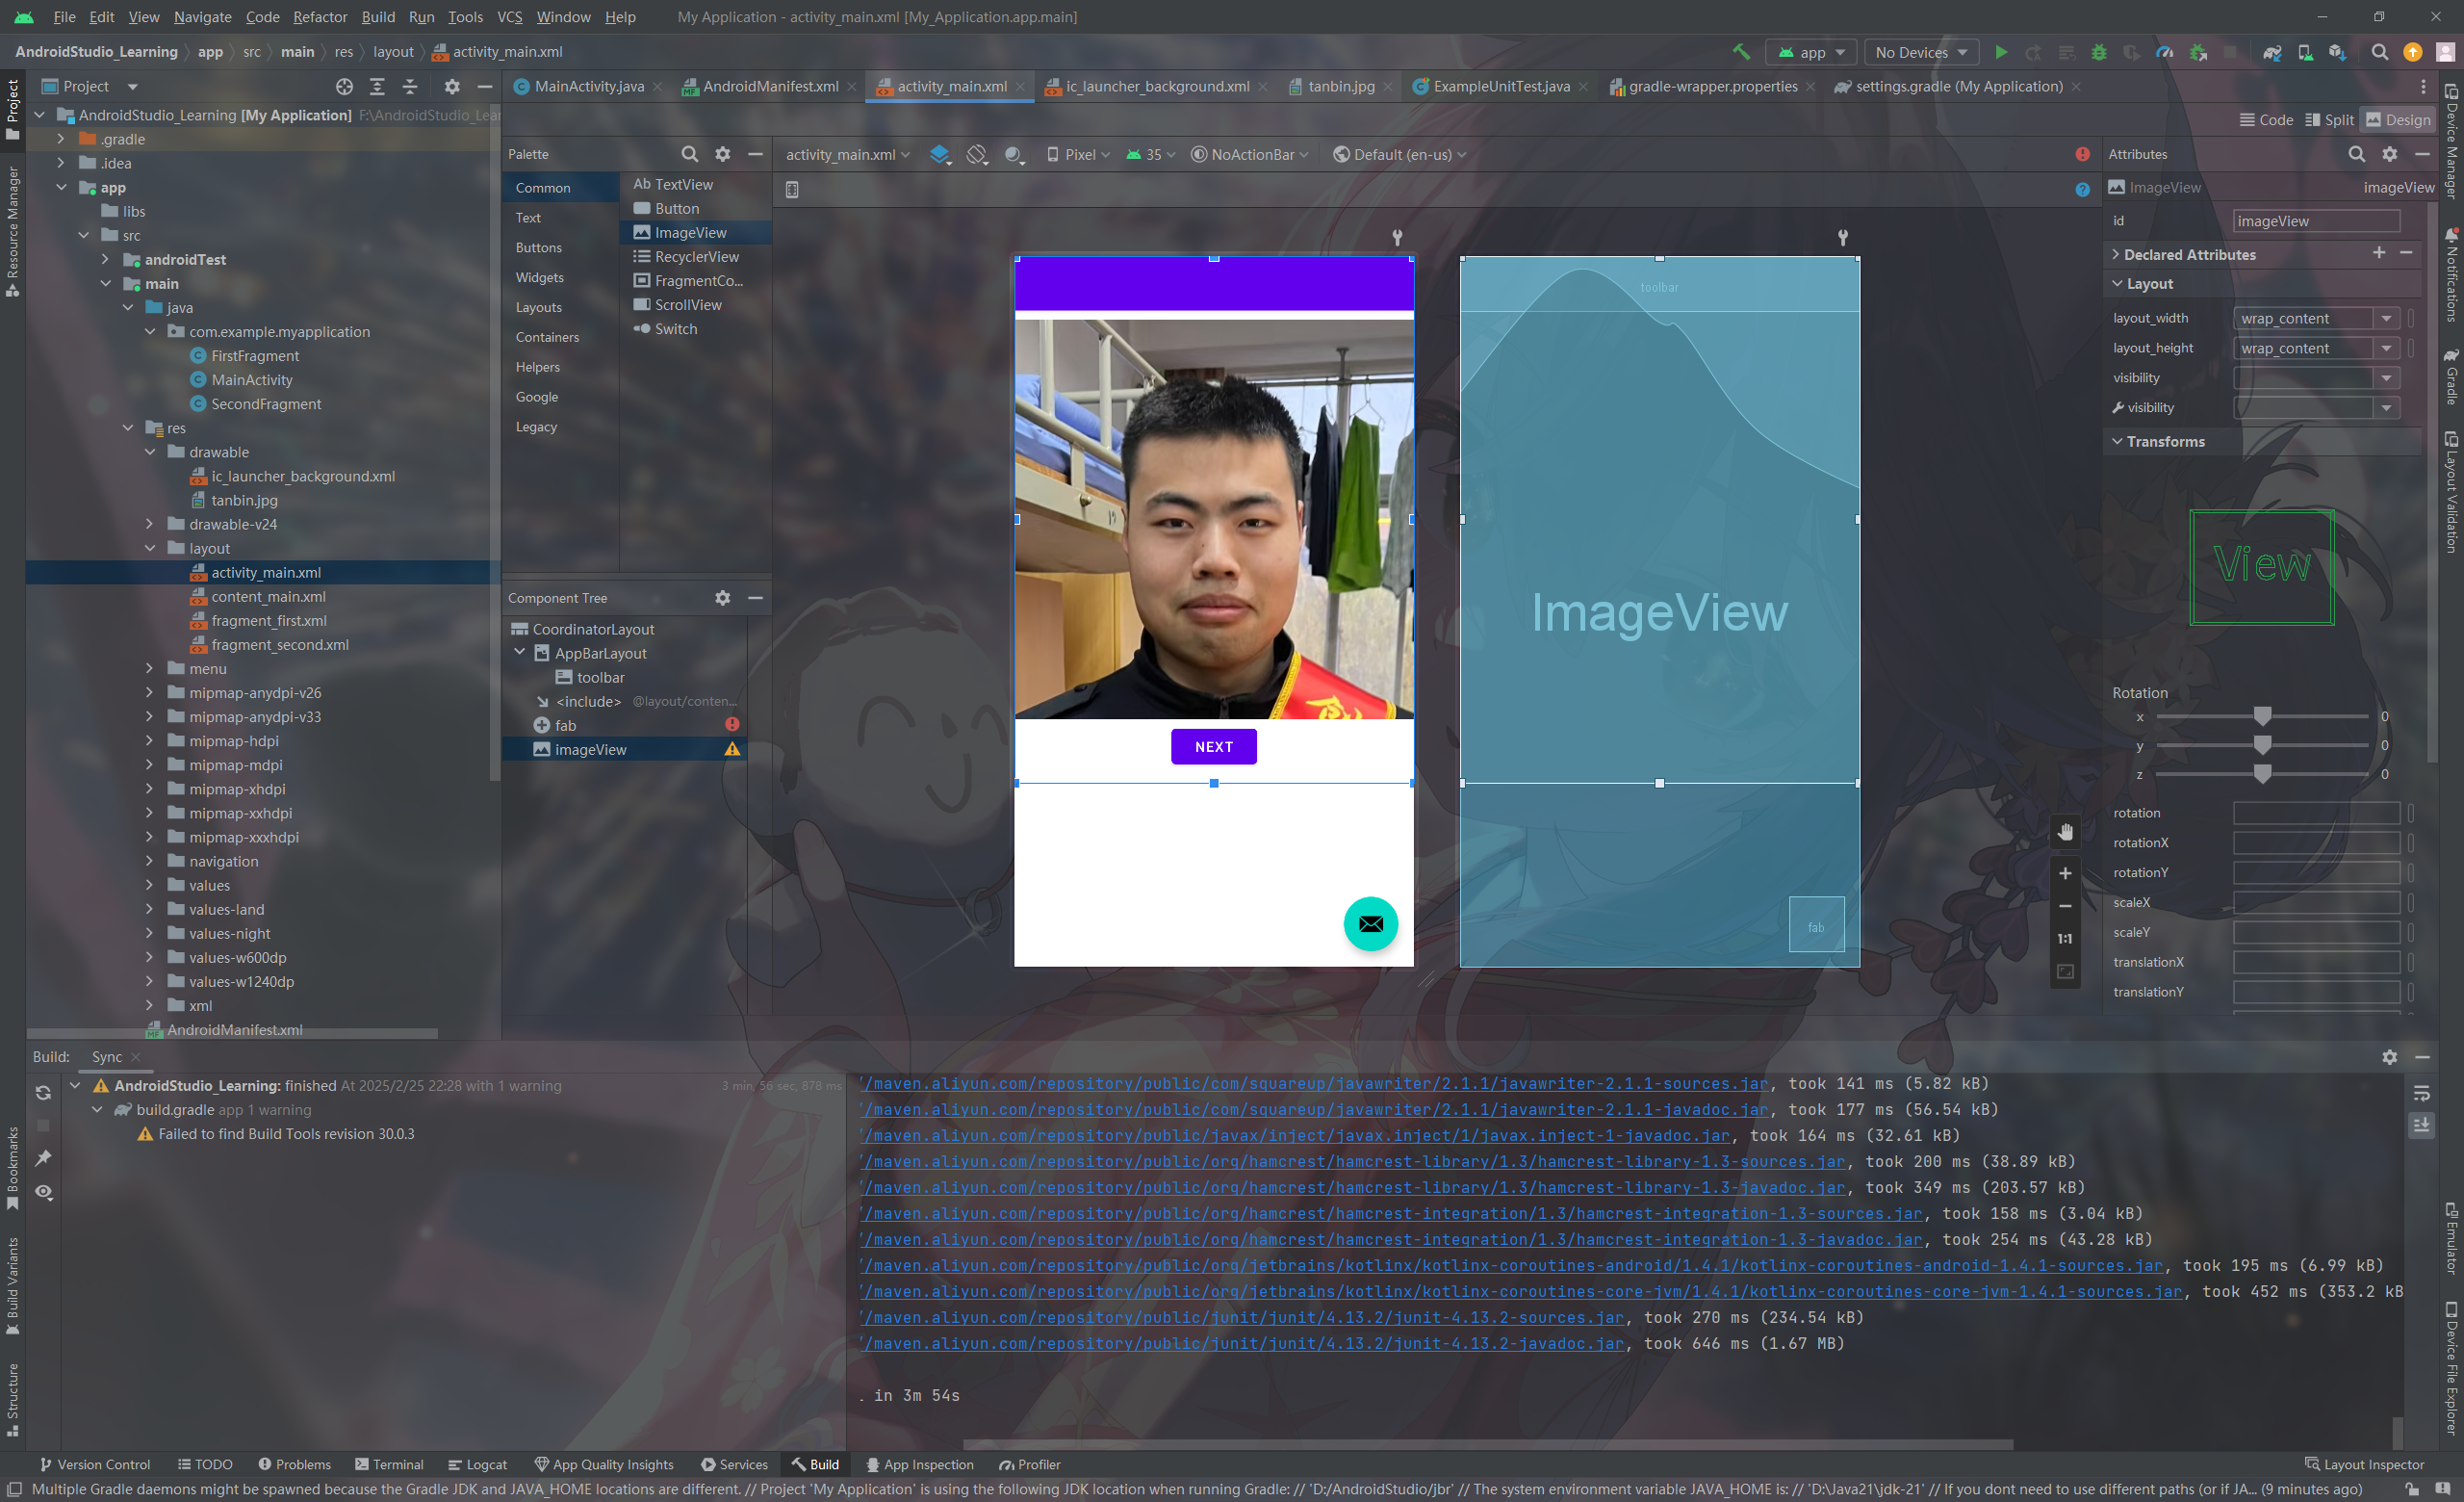 File Edit View Navigate Code Refactor Build Run Tools VCS Window Help My Application - activity_main.xml [My_Application.app.main]
AndroidStudio_Learning app src main res layout activity_main.xml app No Devices
Project
MainActivity.java AndroidManifest.xml activity_main.xml ic_launcher_background.xml tanbin.jpg ExampleUnitTest.java gradle-wrapper.properties settings.gradle (My Application)
Code Split Design
AndroidStudio_Learning [My Application] F:\AndroidStudio_Lear
.gradle
.idea
app
libs
src
androidTest
main
java
com.example.myapplication
FirstFragment
MainActivity
SecondFragment
res
drawable
ic_launcher_background.xml
tanbin.jpg
drawable-v24
layout
activity_main.xml
content_main.xml
fragment_first.xml
fragment_second.xml
menu
mipmap-anydpi-v26
mipmap-anydpi-v33
mipmap-hdpi
mipmap-mdpi
mipmap-xhdpi
mipmap-xxhdpi
mipmap-xxxhdpi
navigation
values
values-land
values-night
values-w600dp
values-w1240dp
xml
AndroidManifest.xml
Project
Resource Manager
Bookmarks
Build Variants
Structure
Palette
Common
Text
Buttons
Widgets
Layouts
Containers
Helpers
Google
Legacy
Ab TextView
Button
ImageView
RecyclerView
FragmentCo...
ScrollView
Switch
Component Tree
CoordinatorLayout
AppBarLayout
toolbar
<include> @layout/conten...
fab
imageView
activity_main.xml Pixel 35 NoActionBar Default (en-us)
NEXT
toolbar
ImageView
fab
1:1
Attributes
ImageView imageView
id imageView
Declared Attributes
Layout
layout_width wrap_content
layout_height wrap_content
visibility
visibility
Transforms
View
Rotation
x 0
y 0
z 0
rotation
rotationX
rotationY
scaleX
scaleY
translationX
translationY
Device Manager
Notifications
Gradle
Layout Validation
Emulator
Device File Explorer
Build: Sync
AndroidStudio_Learning: finished At 2025/2/25 22:28 with 1 warning 3 min, 56 sec, 878 ms
build.gradle app 1 warning
Failed to find Build Tools revision 30.0.3
'/maven.aliyun.com/repository/public/com/squareup/javawriter/2.1.1/javawriter-2.1.1-sources.jar, took 141 ms (5.82 kB)
'/maven.aliyun.com/repository/public/com/squareup/javawriter/2.1.1/javawriter-2.1.1-javadoc.jar, took 177 ms (56.54 kB)
'/maven.aliyun.com/repository/public/javax/inject/javax.inject/1/javax.inject-1-javadoc.jar, took 164 ms (32.61 kB)
'/maven.aliyun.com/repository/public/org/hamcrest/hamcrest-library/1.3/hamcrest-library-1.3-sources.jar, took 200 ms (38.89 kB)
'/maven.aliyun.com/repository/public/org/hamcrest/hamcrest-library/1.3/hamcrest-library-1.3-javadoc.jar, took 349 ms (203.57 kB)
'/maven.aliyun.com/repository/public/org/hamcrest/hamcrest-integration/1.3/hamcrest-integration-1.3-sources.jar, took 158 ms (3.04 kB)
'/maven.aliyun.com/repository/public/org/hamcrest/hamcrest-integration/1.3/hamcrest-integration-1.3-javadoc.jar, took 254 ms (43.28 kB)
'/maven.aliyun.com/repository/public/org/jetbrains/kotlinx/kotlinx-coroutines-android/1.4.1/kotlinx-coroutines-android-1.4.1-sources.jar, took 195 ms (6.99 kB)
'/maven.aliyun.com/repository/public/org/jetbrains/kotlinx/kotlinx-coroutines-core-jvm/1.4.1/kotlinx-coroutines-core-jvm-1.4.1-sources.jar, took 452 ms (353.2 kB
'/maven.aliyun.com/repository/public/junit/junit/4.13.2/junit-4.13.2-sources.jar, took 270 ms (234.54 kB)
'/maven.aliyun.com/repository/public/junit/junit/4.13.2/junit-4.13.2-javadoc.jar, took 646 ms (1.67 MB)
in 3m 54s
Version Control TODO Problems Terminal Logcat App Quality Insights Services Build App Inspection Profiler Layout Inspector
Multiple Gradle daemons might be spawned because the Gradle JDK and JAVA_HOME locations are different. // Project 'My Application' is using the following JDK location when running Gradle: // 'D:/AndroidStudio/jbr' // The system environment variable JAVA_HOME is: // 'D:\Java21\jdk-21' // If you dont need to use different paths (or if JA... (9 minutes ago)